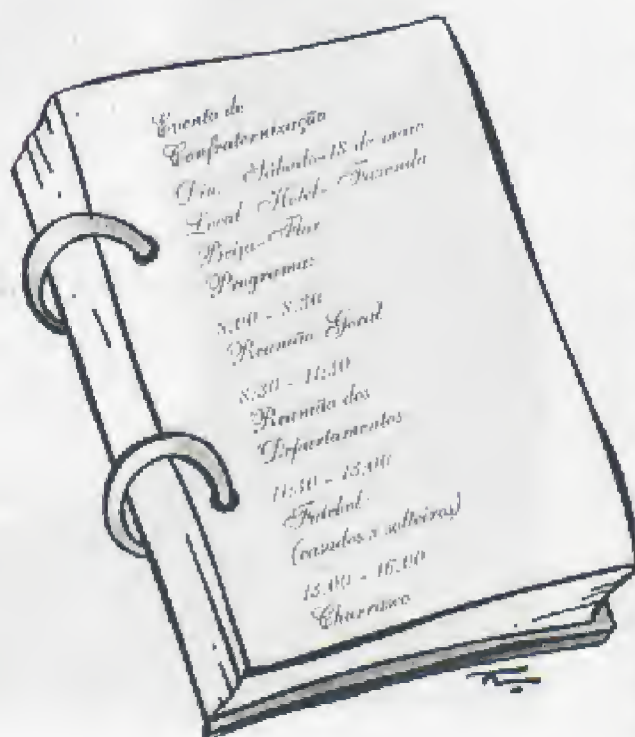 Evento de
Confraternização
Dia: Sábado-18 de maio
Local: Hotel- Fazenda
Beija-Flor
Programa:
8:00 - 8:30
Reunião Geral
8:30 - 11:30
Reunião dos
Departamentos
11:30 - 13:00
Futebol
(casados x solteiros)
13:00 - 16:00
Churrasco